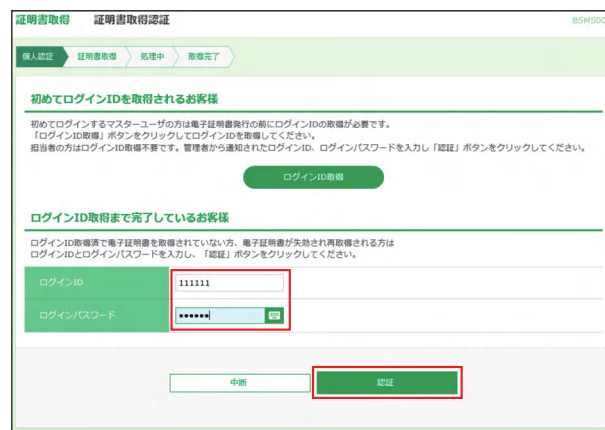 証明書取得 証明書取得認証 BSMS00
個人認証 証明書取得 処理中 取得完了
初めてログインIDを取得されるお客様
初めてログインするマスターユーザの方は電子証明書発行の前にログインIDの取得が必要です。
「ログインID取得」ボタンをクリックしてログインIDを取得してください。
担当者の方はログインID取得不要です。管理者から通知されたログインID、ログインパスワードを入力し「認証」ボタンをクリックしてください。
ログインID取得
ログインID取得まで完了しているお客様
ログインID取得済で電子証明書を取得されていない方、電子証明書が失効され再取得される方は
ログインIDとログインパスワードを入力し、「認証」ボタンをクリックしてください。
ログインID 111111
ログインパスワード ●●●●●●
中断 認証